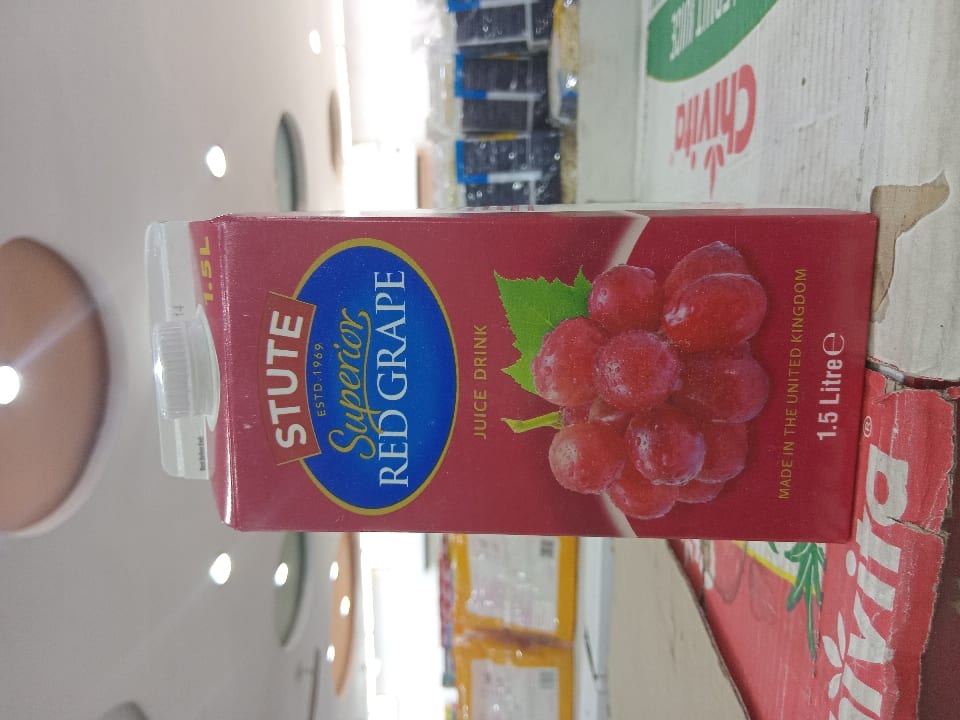 1.5L
STUTE
ESTD.1969
Superior
RED GRAPE
JUICE DRINK
MADE IN THE UNITED KINGDOM
1.5 Litre℮
Chivita
hivita®